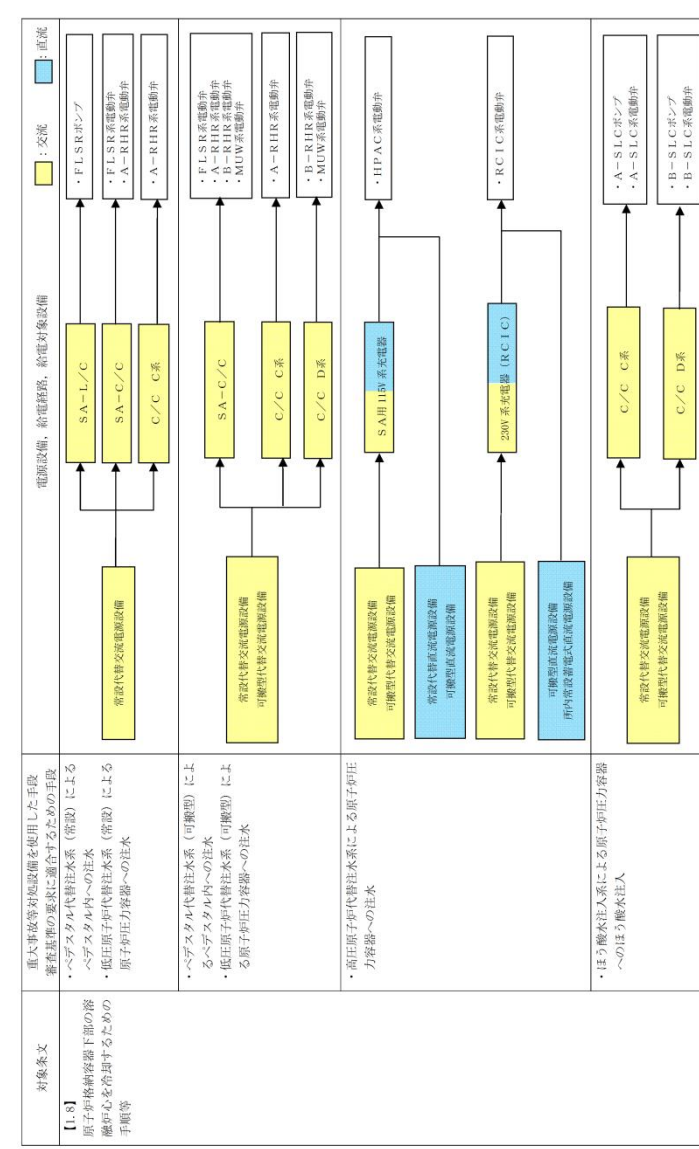 対象条文
重大事故等対処設備を使用した手段
審査基準の要求に適合するための手段
電源設備，給電経路，給電対象設備
：交流
：直流
【1.8】
原子炉格納容器下部の溶
融炉心を冷却するための
手順等
・ペデスタル代替注水系（常設）による
ペデスタル内への注水
・低圧原子炉代替注水系（常設）による
原子炉圧力容器への注水
常設代替交流電源設備
ＳＡ－Ｌ／Ｃ
ＳＡ－Ｃ／Ｃ
Ｃ／Ｃ　Ｃ系
・ＦＬＳＲポンプ
・ＦＬＳＲ系電動弁
・Ａ－ＲＨＲ系電動弁
・Ａ－ＲＨＲ系電動弁
・ペデスタル代替注水系（可搬型）によ
るペデスタル内への注水
・低圧原子炉代替注水系（可搬型）によ
る原子炉圧力容器への注水
常設代替交流電源設備
可搬型代替交流電源設備
ＳＡ－Ｃ／Ｃ
Ｃ／Ｃ　Ｃ系
Ｃ／Ｃ　Ｄ系
・ＦＬＳＲ系電動弁
・Ａ－ＲＨＲ系電動弁
・Ｂ－ＲＨＲ系電動弁
・ＭＵＷ系電動弁
・Ａ－ＲＨＲ系電動弁
・Ｂ－ＲＨＲ系電動弁
・ＭＵＷ系電動弁
・高圧原子炉代替注水系による原子炉圧
力容器への注水
常設代替交流電源設備
可搬型代替交流電源設備
ＳＡ用115V系充電器
・ＨＰＡＣ系電動弁
常設代替直流電源設備
可搬型直流電源設備
常設代替交流電源設備
可搬型代替交流電源設備
230V系充電器（ＲＣＩＣ）
・ＲＣＩＣ系電動弁
可搬型直流電源設備
所内常設蓄電式直流電源設備
・ほう酸水注入系による原子炉圧力容器
へのほう酸水注入
常設代替交流電源設備
可搬型代替交流電源設備
Ｃ／Ｃ　Ｃ系
Ｃ／Ｃ　Ｄ系
・Ａ－ＳＬＣポンプ
・Ａ－ＳＬＣ系電動弁
・Ｂ－ＳＬＣポンプ
・Ｂ－ＳＬＣ系電動弁